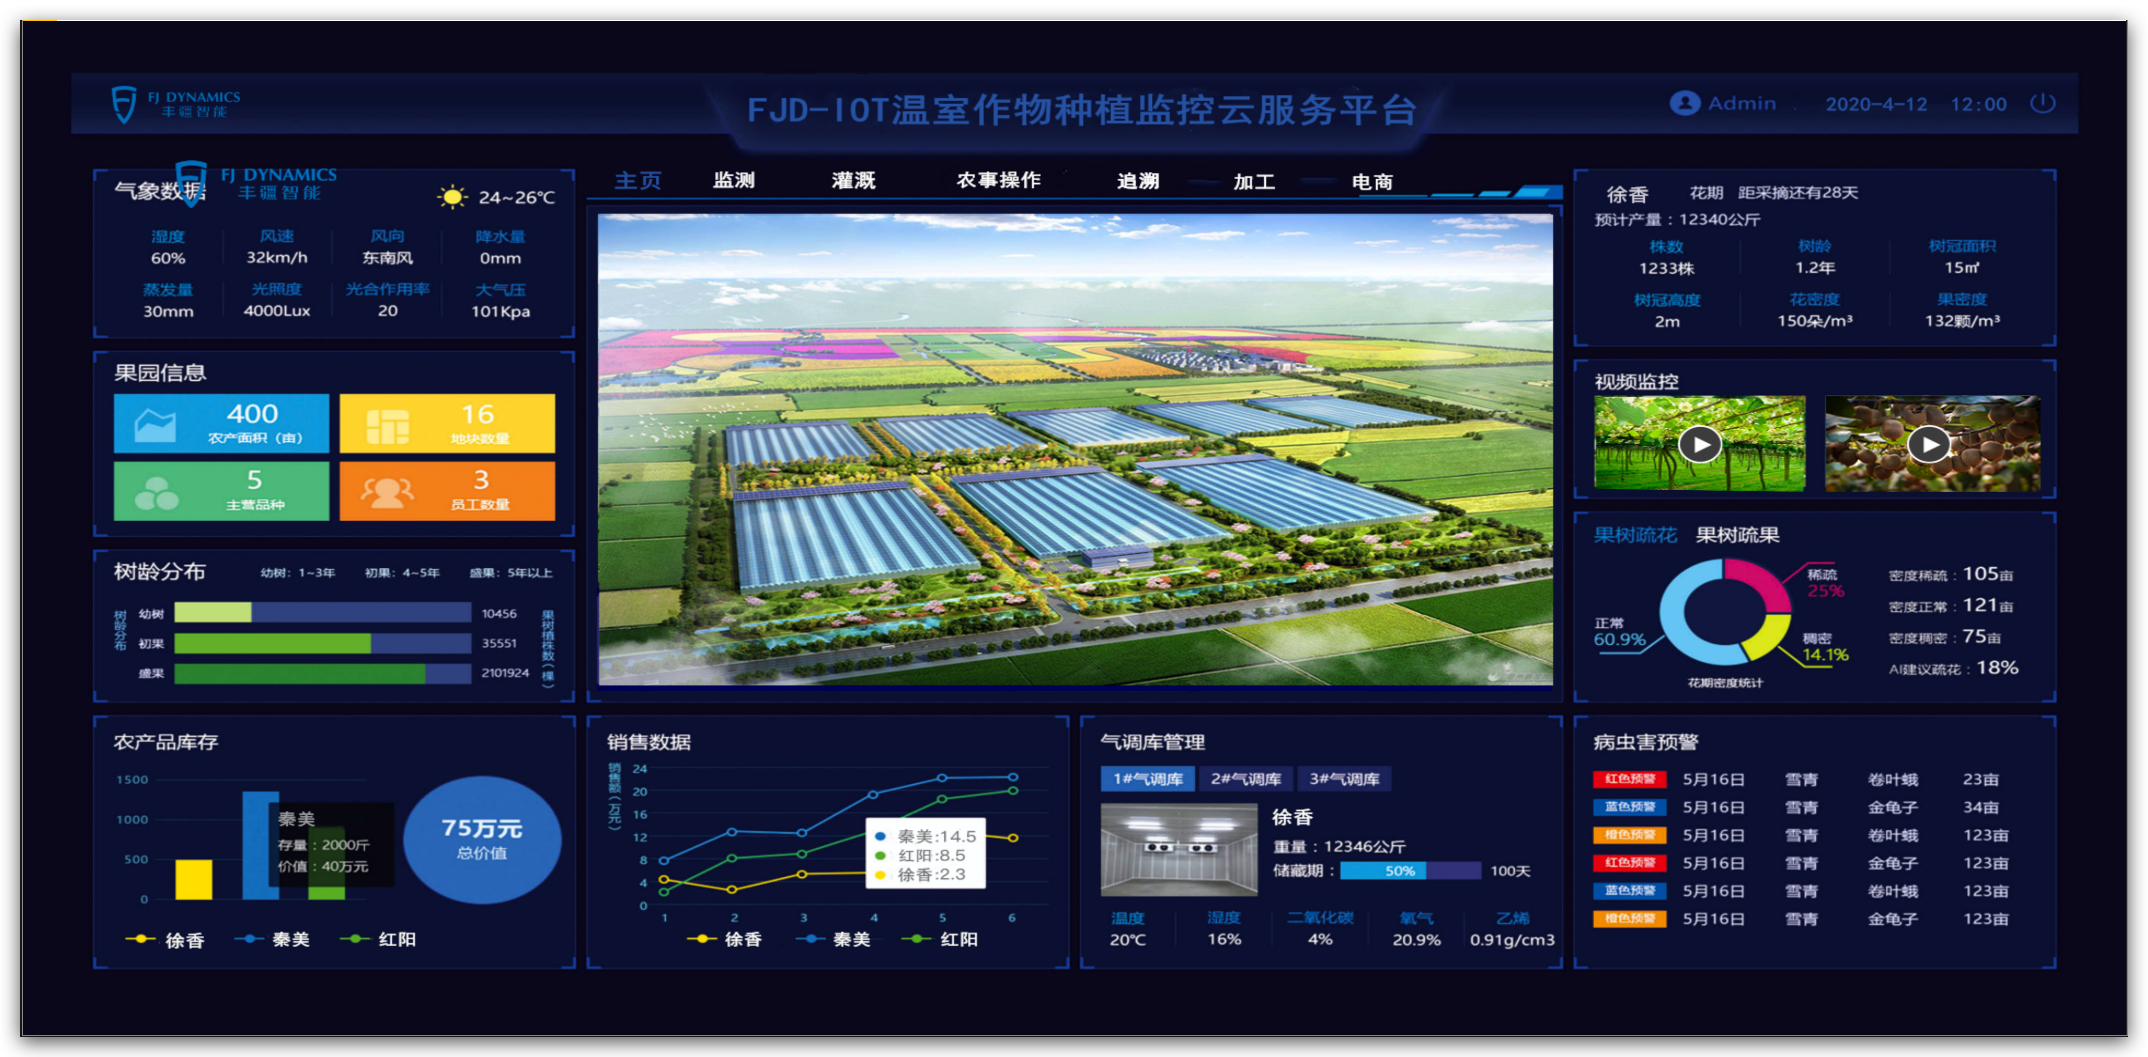 FJ DYNAMICS
丰疆智能
FJD-IOT温室作物种植监控云服务平台
Admin 2020-4-12 12:00
FJ DYNAMICS
丰疆智能
气象数据 24~26℃
湿度 风速 风向 降水量
60% 32km/h 东南风 0mm
蒸发量 光照度 光合作用率 大气压
30mm 4000Lux 20 101Kpa
果园信息
400 16
农产面积（亩） 地块数量
5 3
主营品种 员工数量
树龄分布 幼树：1~3年 初果：4~5年 盛果：5年以上
树龄分布
幼树 10456
初果 35551
盛果 2101924
果树植株数（棵）
主页 监测 灌溉 农事操作 追溯 加工 电商
徐香 花期 距采摘还有28天
预计产量：12340公斤
株数 树龄 树冠面积
1233株 1.2年 15㎡
树冠高度 花密度 果密度
2m 150朵/m³ 132颗/m³
视频监控
果树疏花 果树疏果
稀疏
25%
正常
60.9%
稠密
14.1%
花期密度统计
密度稀疏：105亩
密度正常：121亩
密度稠密：75亩
AI建议疏花：18%
农产品库存
1500
1000
500
0
秦美
存量：2000斤
价值：40万元
75万元
总价值
徐香 秦美 红阳
销售数据
销售额（万元）
24
20
16
12
8
4
0
秦美:14.5
红阳:8.5
徐香:2.3
1 2 3 4 5 6
徐香 秦美 红阳
气调库管理
1#气调库 2#气调库 3#气调库
徐香
重量：12346公斤
储藏期：50% 100天
温度 湿度 二氧化碳 氧气 乙烯
20℃ 16% 4% 20.9% 0.91g/cm3
病虫害预警
红色预警 5月16日 雪青 卷叶蛾 23亩
蓝色预警 5月16日 雪青 金龟子 34亩
橙色预警 5月16日 雪青 卷叶蛾 123亩
红色预警 5月16日 雪青 金龟子 123亩
蓝色预警 5月16日 雪青 卷叶蛾 123亩
橙色预警 5月16日 雪青 金龟子 123亩